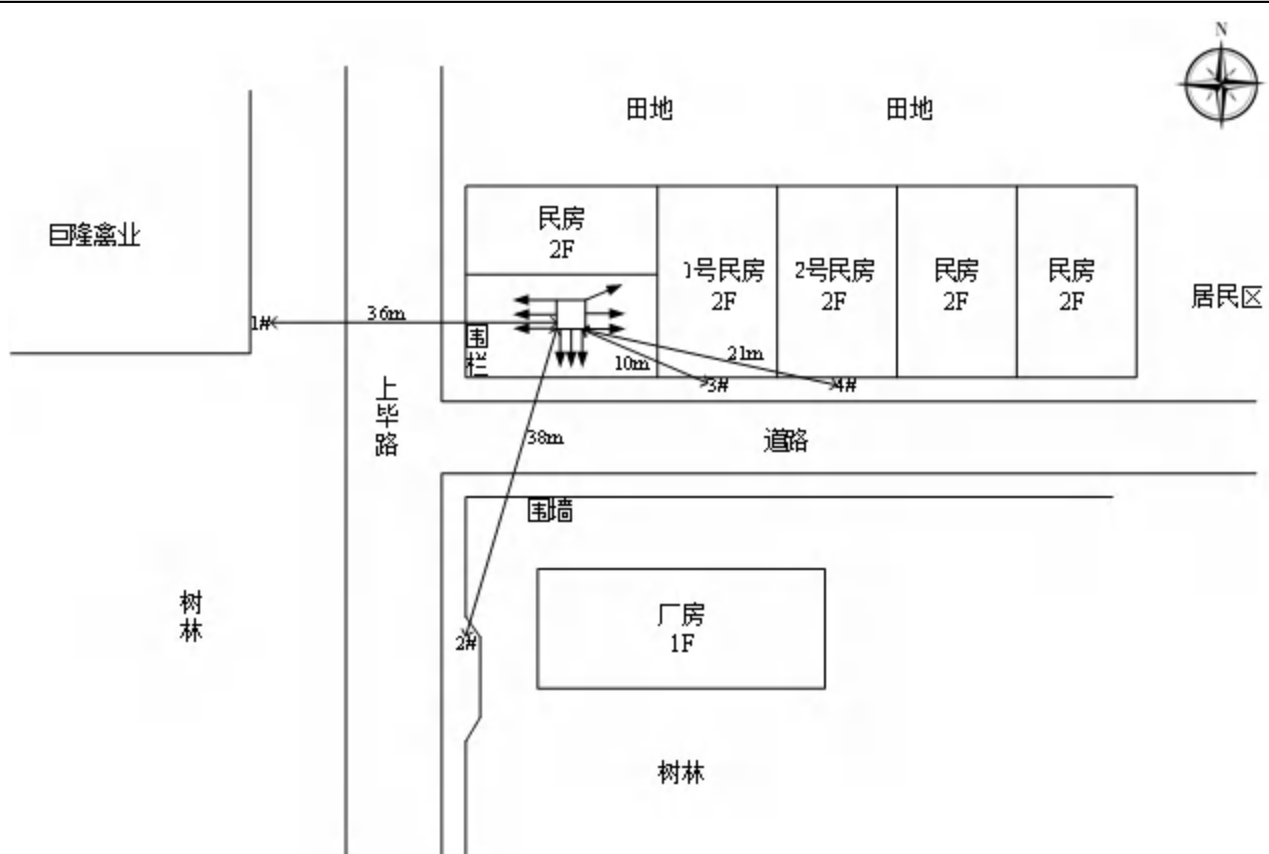 N
田地
田地
巨隆禽业
民房
2F
1号民房
2F
2号民房
2F
民房
2F
民房
2F
居民区
1#
36m
围
栏
10m
21m
3#
4#
上
毕
路
38m
道路
围墙
树
林
厂房
1F
2#
树林